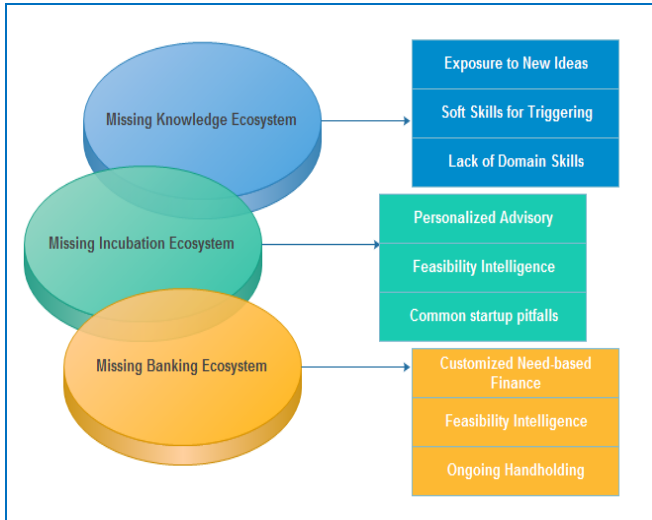 Missing Knowledge Ecosystem
Exposure to New Ideas
Soft Skills for Triggering
Lack of Domain Skills
Missing Incubation Ecosystem
Personalized Advisory
Feasibility Intelligence
Common startup pitfalls
Missing Banking Ecosystem
Customized Need-based
Finance
Feasibility Intelligence
Ongoing Handholding